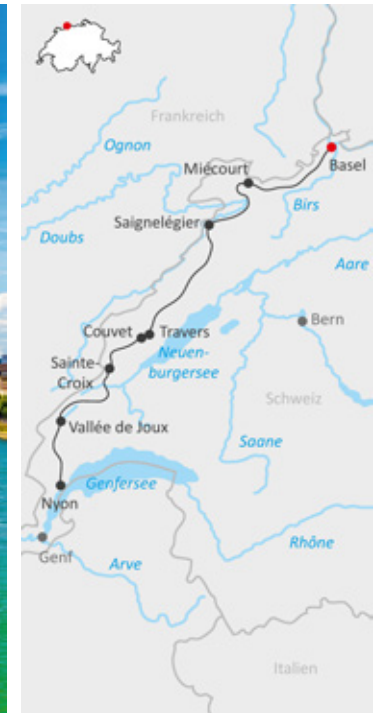 Frankreich
Ognon
Miécourt
Basel
Birs
Saignelégier
Doubs
Aare
Couvet
Travers
Bern
Neuen-
burgersee
Sainte-
Croix
Schweiz
Vallée de Joux
Saane
Genfersee
Nyon
Rhône
Genf
Arve
Italien